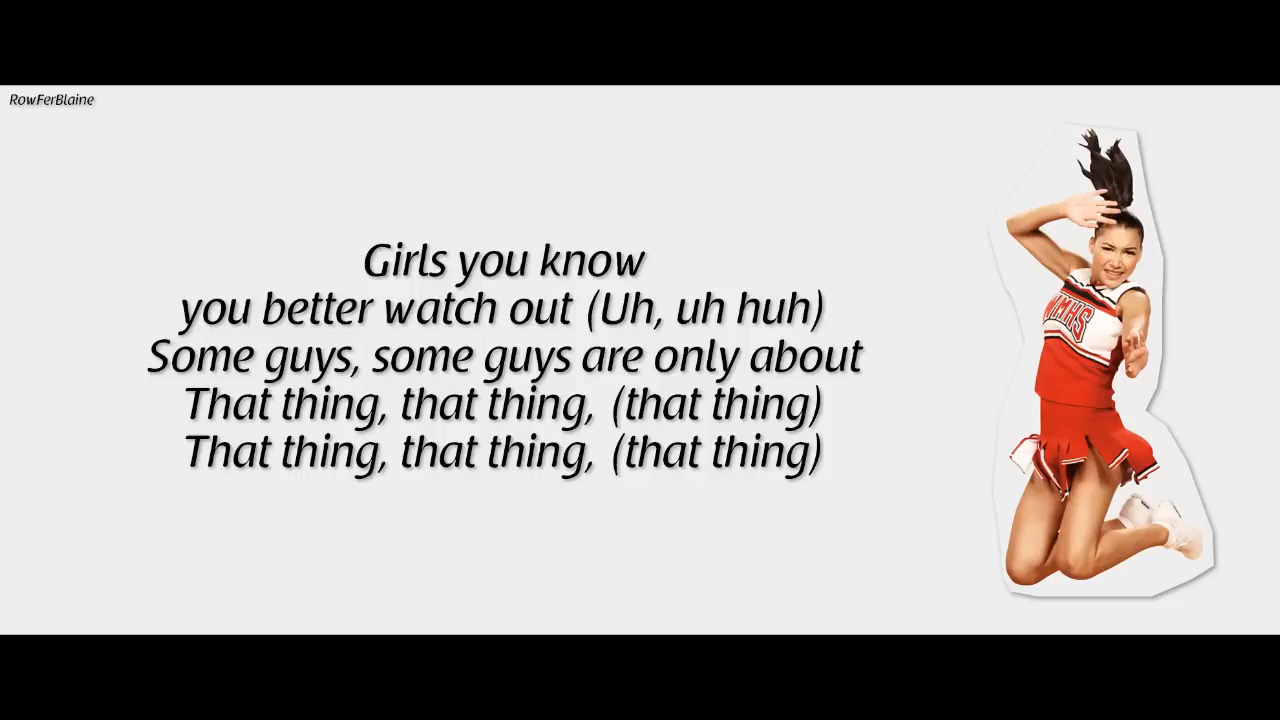 RowFerBlaine
Girls you know
you better watch out (Uh, uh huh)
Some guys, some guys are only about
That thing, that thing, (that thing)
That thing, that thing, (that thing)
WMHS